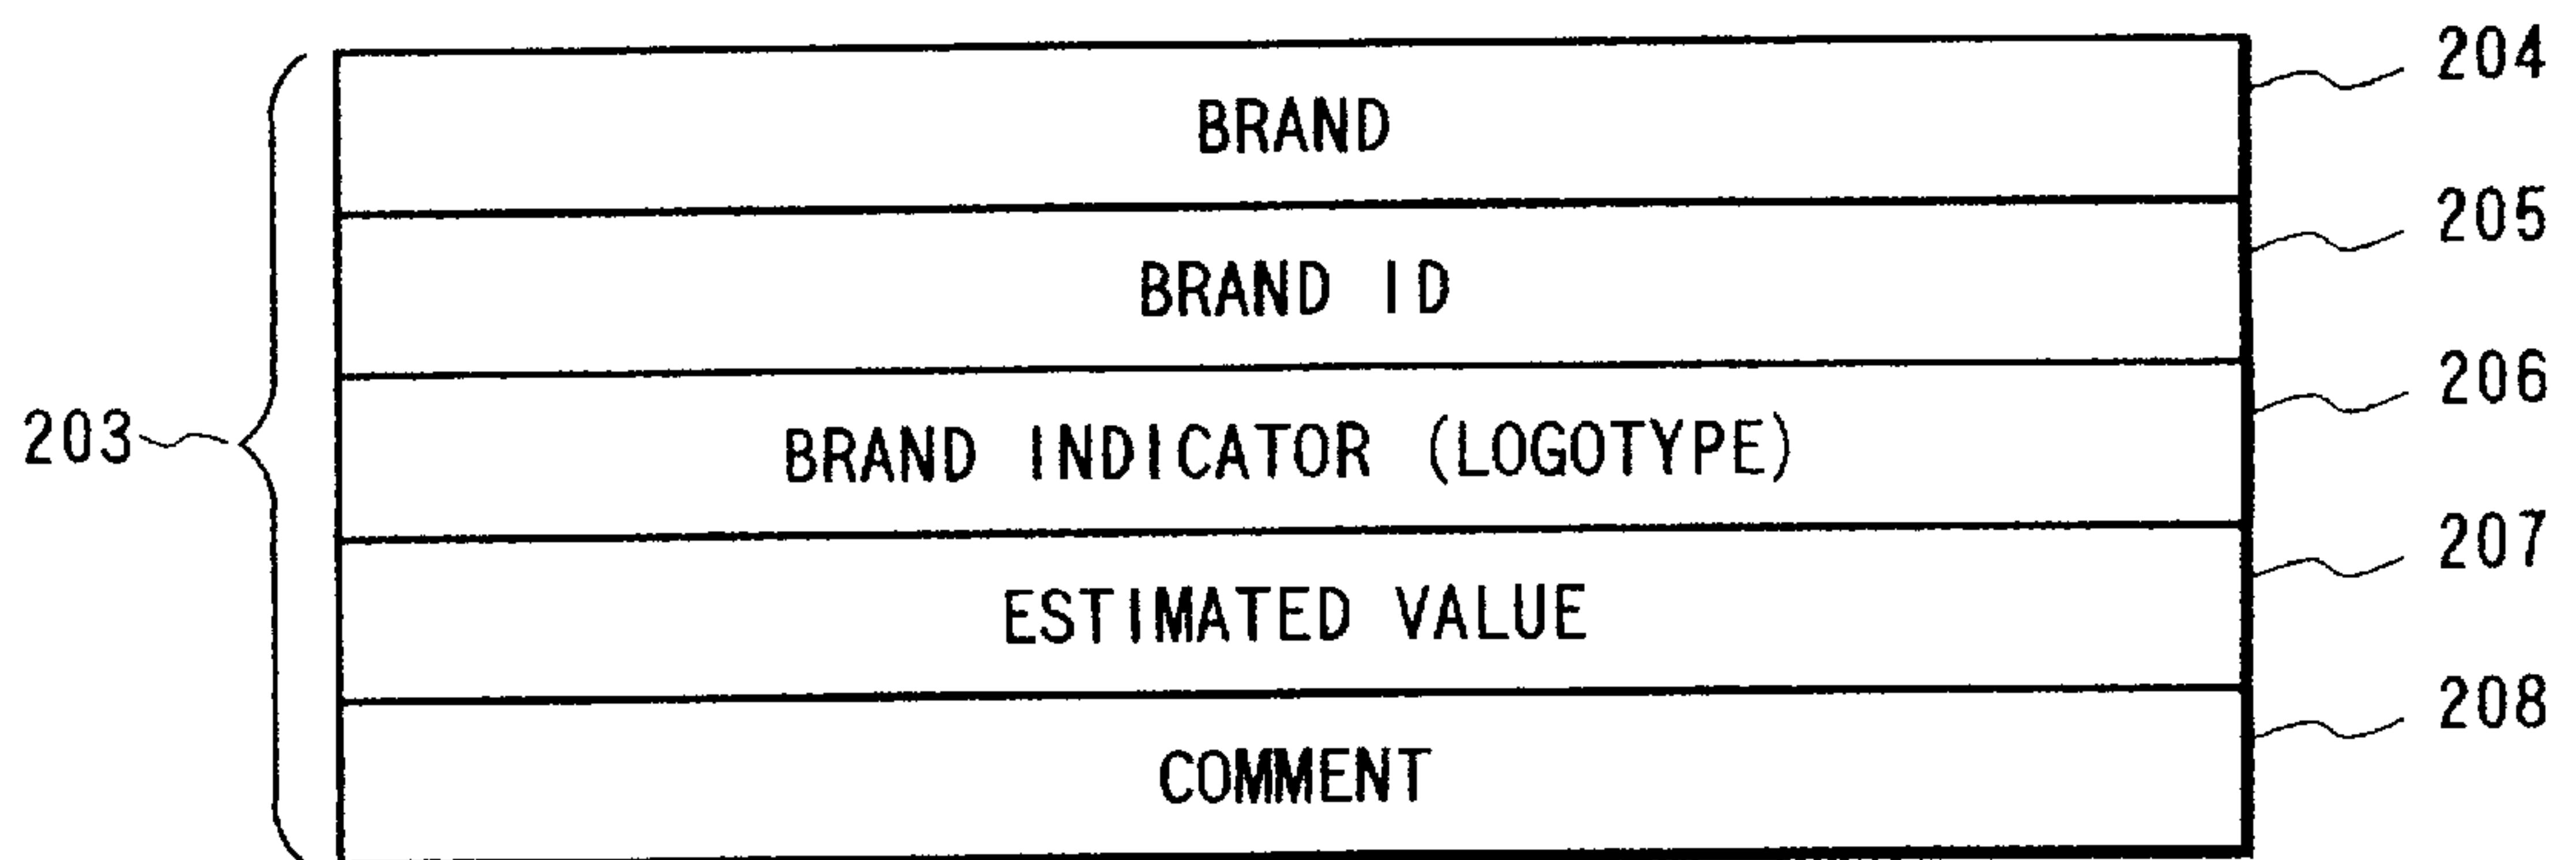 204
BRAND
205
BRAND ID
206
203
BRAND INDICATOR (LOGOTYPE)
207
ESTIMATED VALUE
208
COMMENT